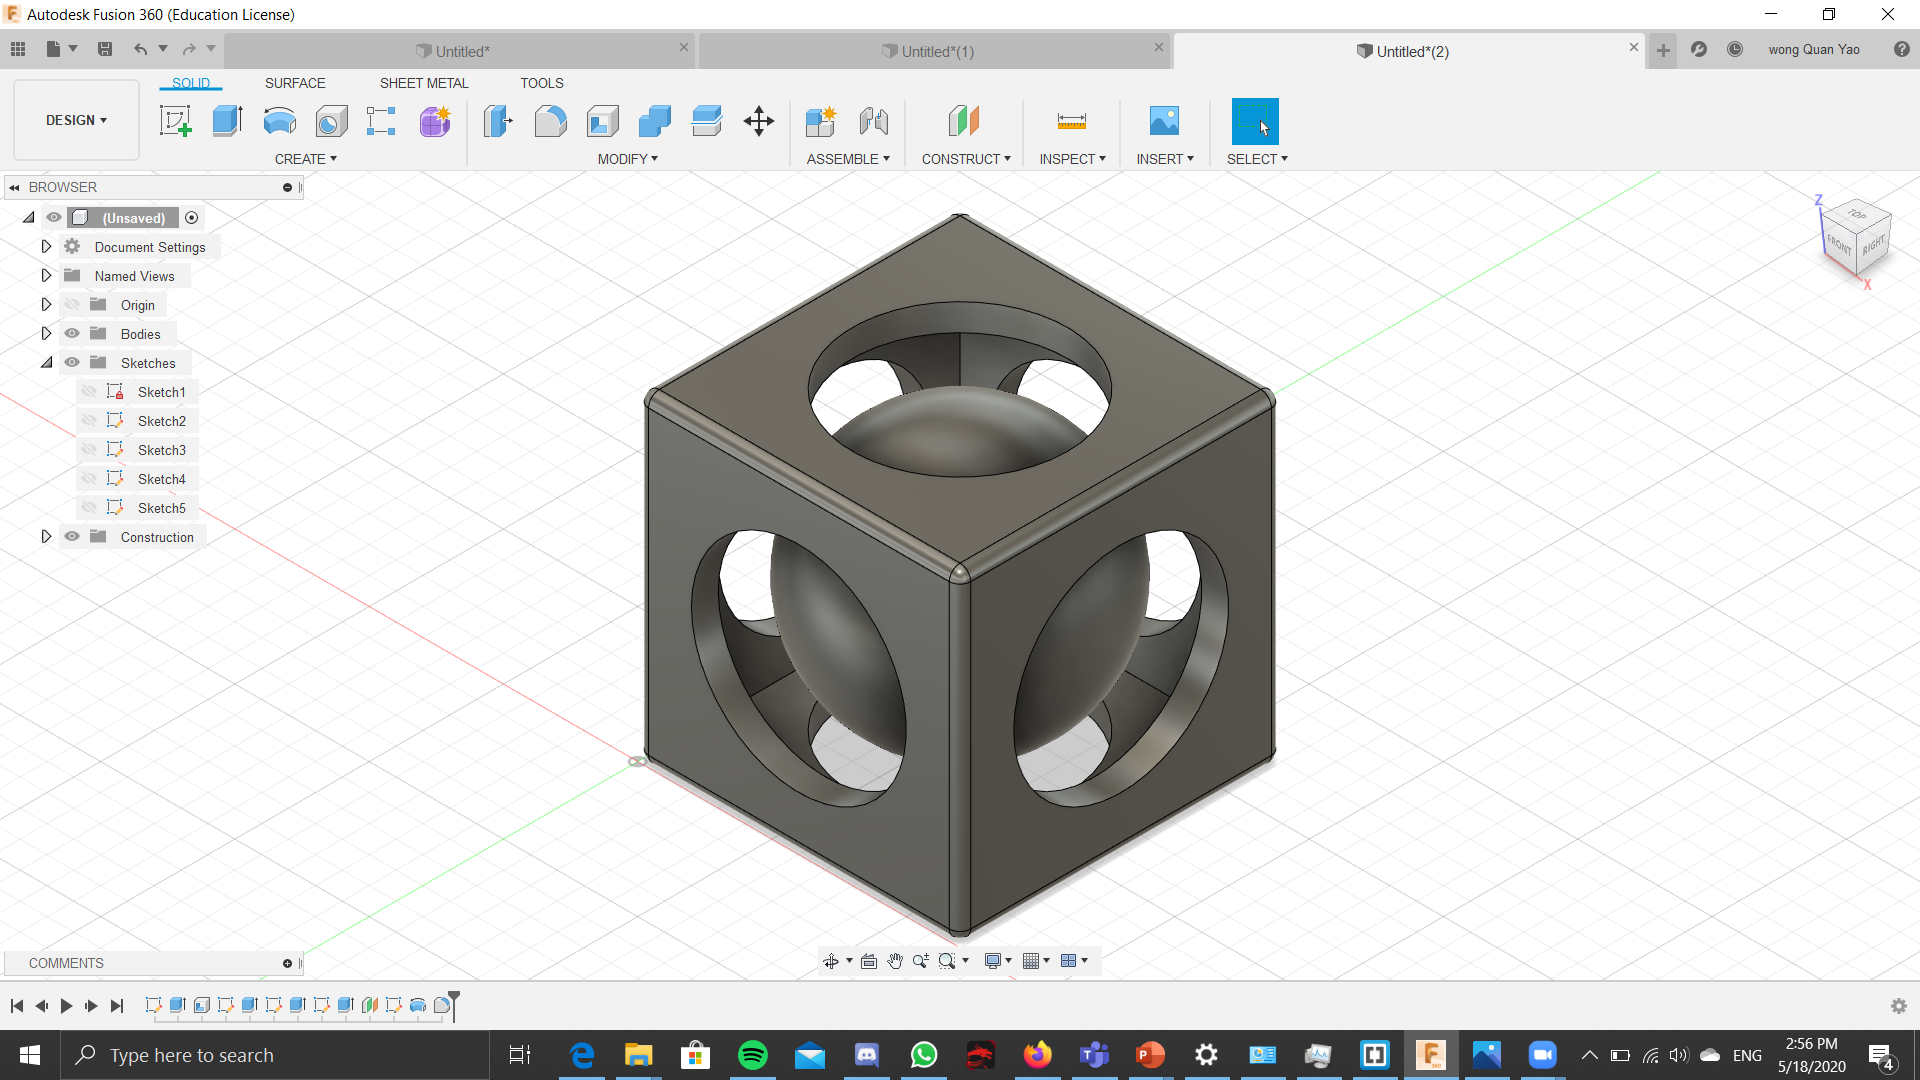 Autodesk Fusion 360 (Education License)
Untitled*
Untitled*(1)
Untitled*(2)
wong Quan Yao
DESIGN
SOLID
SURFACE
SHEET METAL
TOOLS
CREATE
MODIFY
ASSEMBLE
CONSTRUCT
INSPECT
INSERT
SELECT
BROWSER
(Unsaved)
Document Settings
Named Views
Origin
Bodies
Sketches
Sketch1
Sketch2
Sketch3
Sketch4
Sketch5
Construction
Z
TOP
FRONT
RIGHT
X
COMMENTS
Type here to search
ENG
2:56 PM
5/18/2020
4